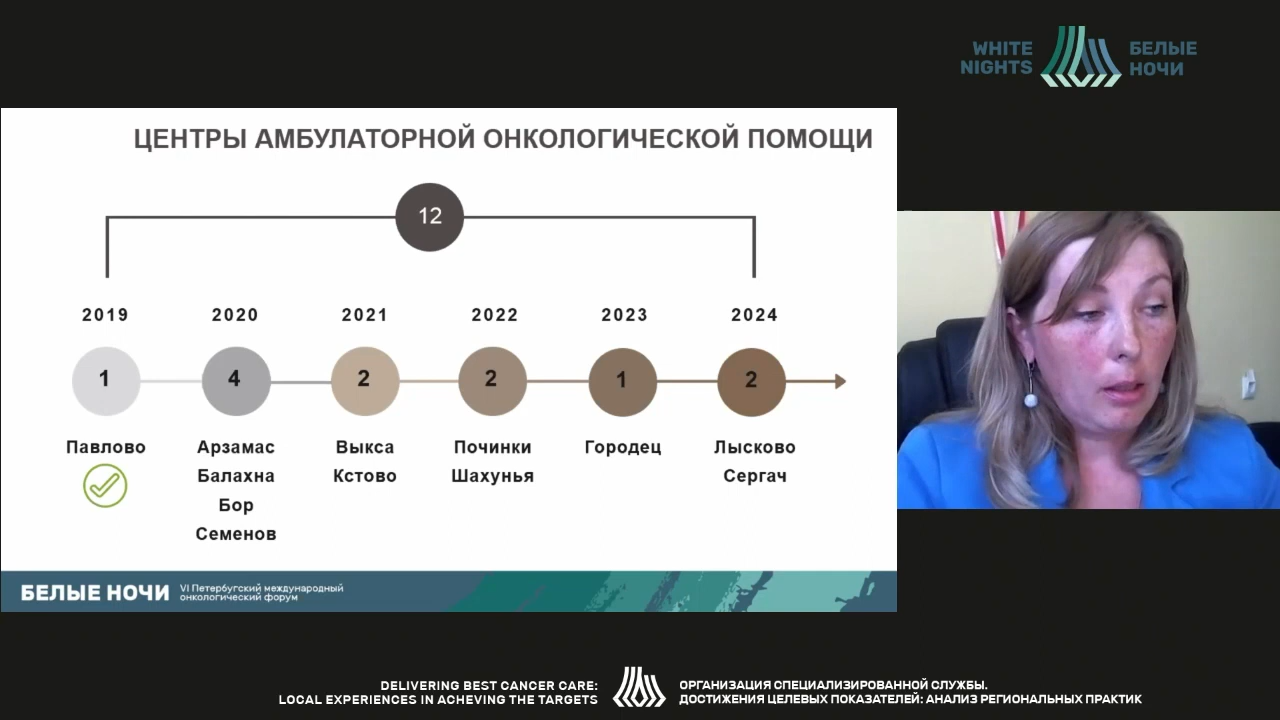 WHITE
NIGHTS
БЕЛЫЕ
НОЧИ
ЦЕНТРЫ АМБУЛАТОРНОЙ ОНКОЛОГИЧЕСКОЙ ПОМОЩИ
12
2019 2020 2021 2022 2023 2024
1 4 2 2 1 2
Павлово Арзамас Выкса Починки Городец Лысково
Балахна Кстово Шахунья Сергач
Бор
Семенов
БЕЛЫЕ НОЧИ
VI Петербугский международный
онкологический форум
DELIVERING BEST CANCER CARE:
LOCAL EXPERIENCES IN ACHEVING THE TARGETS
ОРГАНИЗАЦИЯ СПЕЦИАЛИЗИРОВАННОЙ СЛУЖБЫ.
ДОСТИЖЕНИЯ ЦЕЛЕВЫХ ПОКАЗАТЕЛЕЙ: АНАЛИЗ РЕГИОНАЛЬНЫХ ПРАКТИК